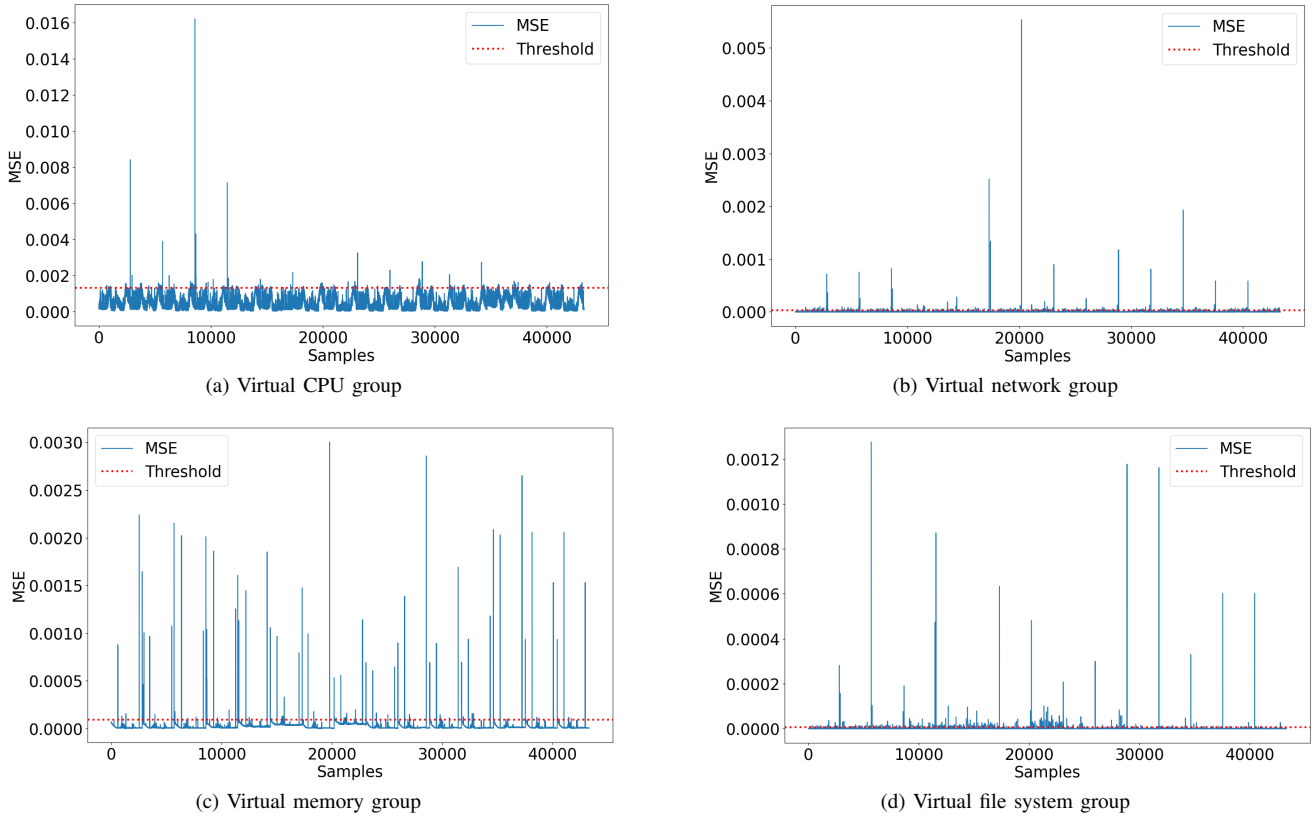 0.016
0.014
0.012
0.010
0.008
0.006
0.004
0.002
0.000
MSE
MSE
Threshold
0
10000
20000
30000
40000
Samples
(a) Virtual CPU group
0.005
0.004
0.003
0.002
0.001
0.000
MSE
MSE
Threshold
0
10000
20000
30000
40000
Samples
(b) Virtual network group
0.0030
0.0025
0.0020
0.0015
0.0010
0.0005
0.0000
MSE
MSE
Threshold
0
10000
20000
30000
40000
Samples
(c) Virtual memory group
0.0012
0.0010
0.0008
0.0006
0.0004
0.0002
0.0000
MSE
MSE
Threshold
0
10000
20000
30000
40000
Samples
(d) Virtual file system group